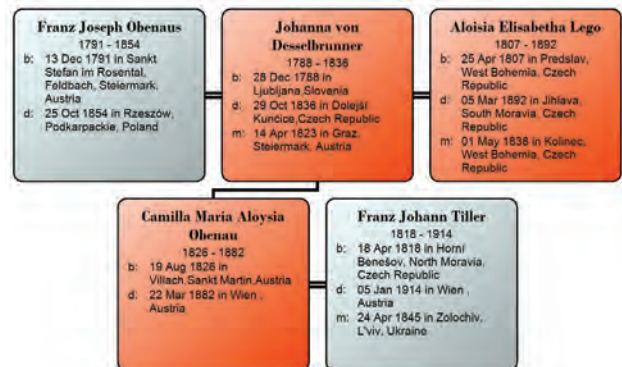 Franz Joseph Obenaus
1791 - 1854
b: 13 Dec 1791 in Sankt
Stefan im Rosental,
Feldbach, Steiermark,
Austria
d: 25 Oct 1854 in Rzeszów,
Podkarpackie, Poland
Johanna von
Desselbrunner
1788 - 1836
b: 28 Dec 1788 in
Ljubljana,Slovenia
d: 29 Oct 1836 in Dolejší
Kunčice,Czech Republic
m: 14 Apr 1823 in Graz,
Steiermark, Austria
Aloisia Elisabetha Lego
1807 - 1892
b: 25 Apr 1807 in Predslav,
West Bohemia, Czech
Republic
d: 05 Mar 1892 in Jihlava,
South Moravia, Czech
Republic
m: 01 May 1838 in Kolinec,
West Bohemia, Czech
Republic
Camilla Maria Aloysia
Obenau
1826 - 1882
b: 19 Aug 1826 in
Villach,Sankt Martin,Austria
d: 22 Mar 1882 in Wien ,
Austria
Franz Johann Tiller
1818 - 1914
b: 18 Apr 1818 in Horní
Benešov, North Moravia,
Czech Republic
d: 05 Jan 1914 in Wien ,
Austria
m: 24 Apr 1845 in Zolochiv,
L'viv, Ukraine